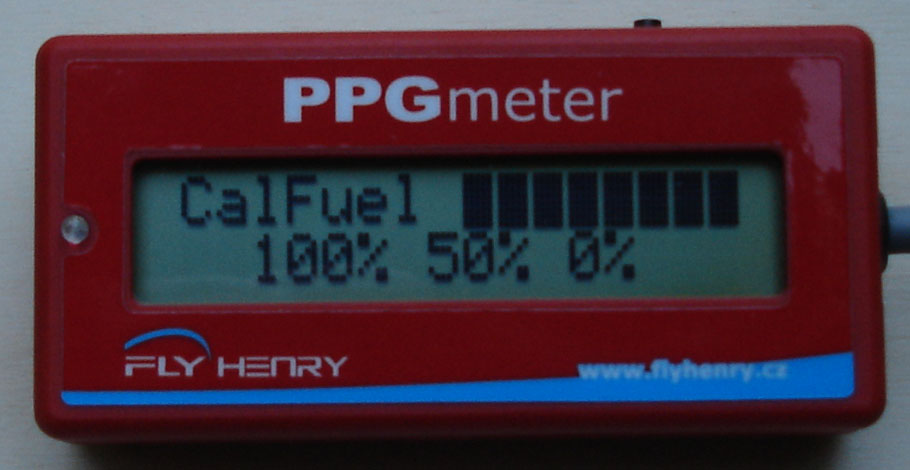 PPGmeter
CalFuel
100% 50% 0%
FLY HENRY
www.flyhenry.cz